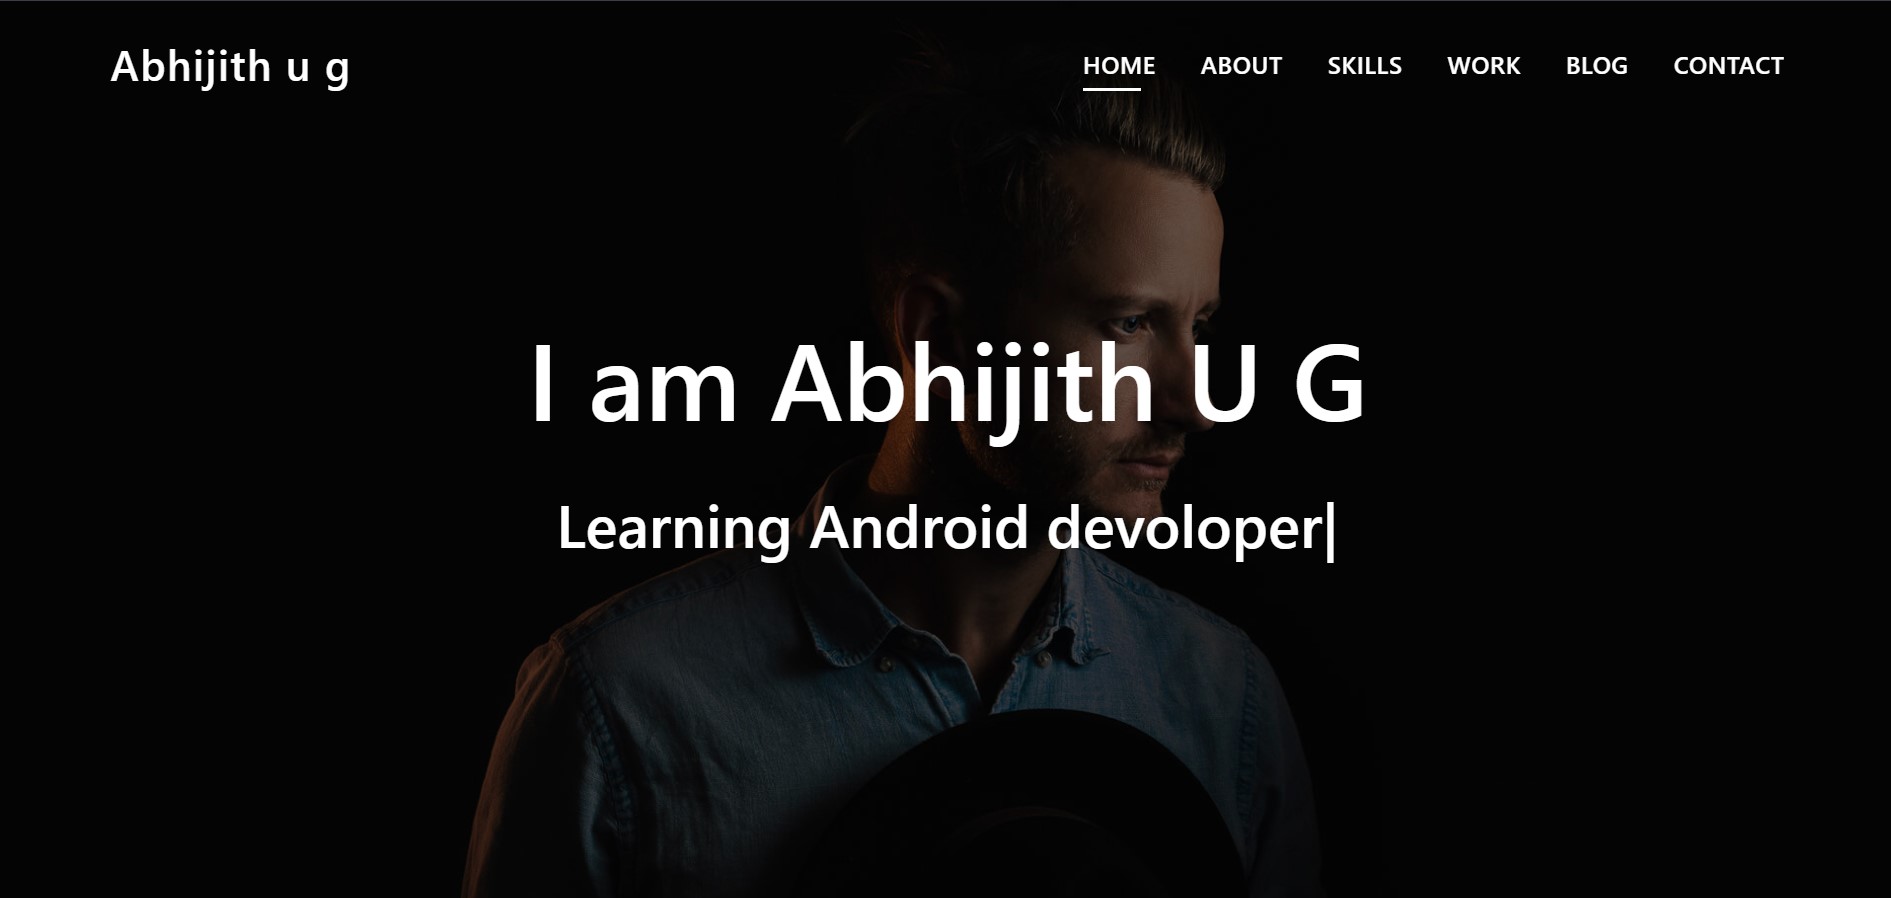 Abhijith u g
HOME ABOUT SKILLS WORK BLOG CONTACT
I am Abhijith U G
Learning Android devoloper|